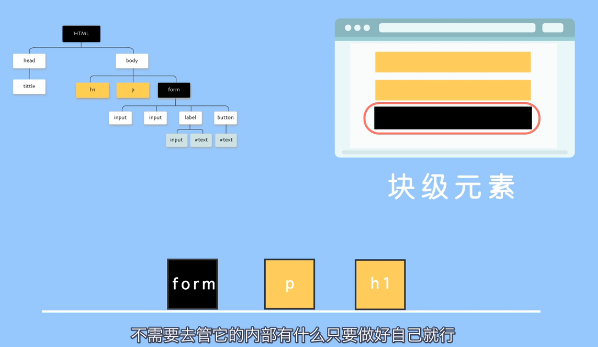 HTML
head
body
tittle
h1
p
form
input
input
label
button
input
#text
#text
块级元素
form
p
h1
不需要去管它的内部有什么只要做好自己就行